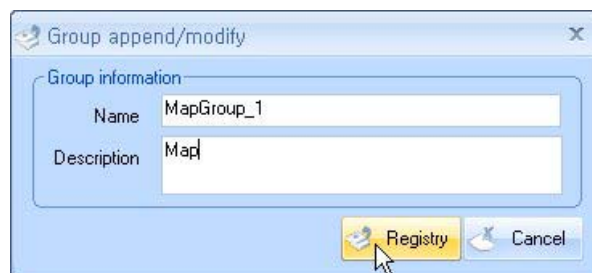 Group append/modify
Group information
Name MapGroup_1
Description Map
Registry Cancel